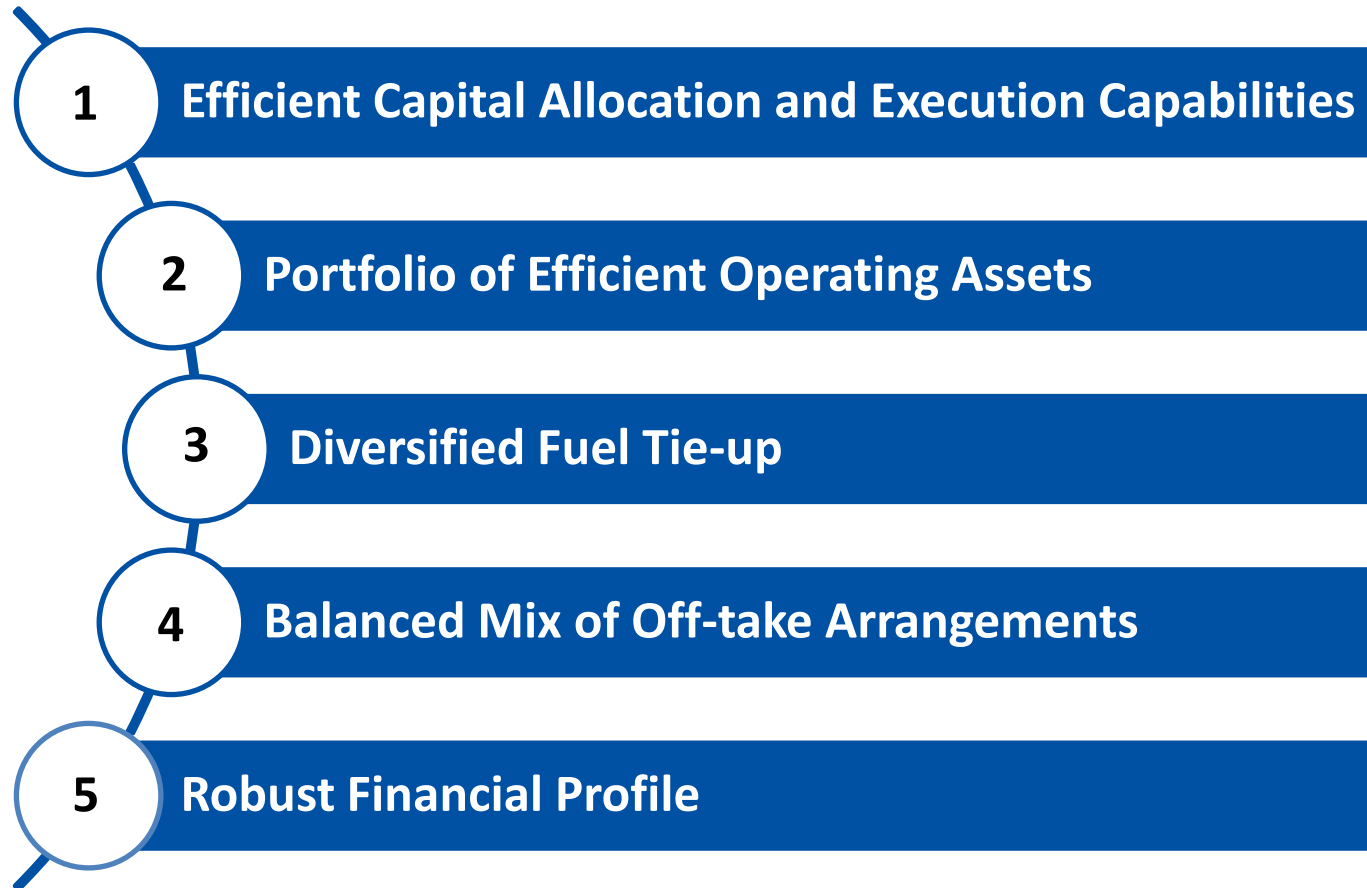 1 Efficient Capital Allocation and Execution Capabilities
2 Portfolio of Efficient Operating Assets
3 Diversified Fuel Tie-up
4 Balanced Mix of Off-take Arrangements
5 Robust Financial Profile